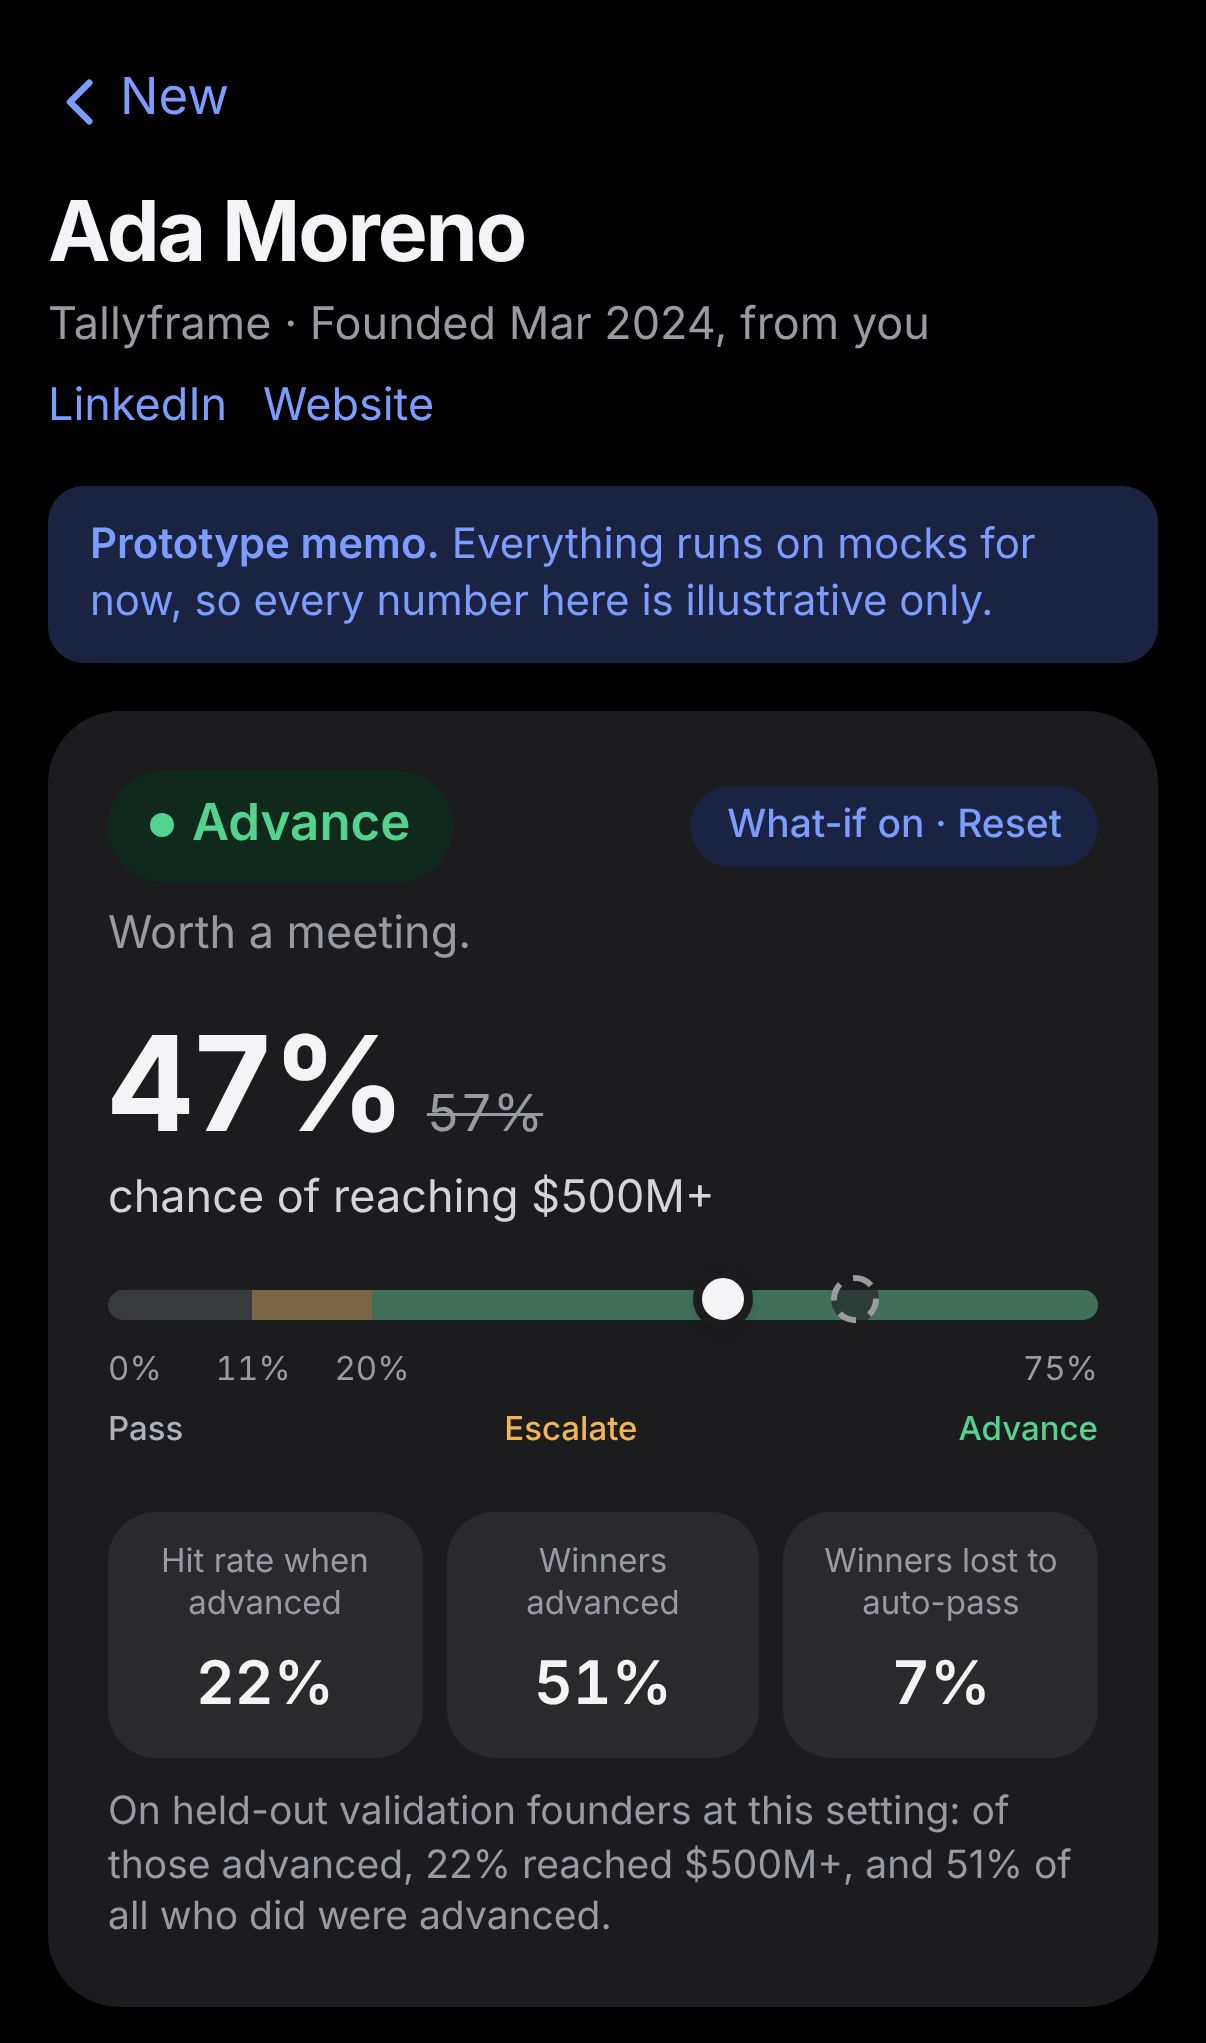 New
Ada Moreno
Tallyframe · Founded Mar 2024, from you
LinkedIn Website
Prototype memo. Everything runs on mocks for
now, so every number here is illustrative only.
Advance
What-if on · Reset
Worth a meeting.
47% 57%
chance of reaching $500M+
0% 11% 20% 75%
Pass Escalate Advance
Hit rate when
advanced
22%
Winners
advanced
51%
Winners lost to
auto-pass
7%
On held-out validation founders at this setting: of
those advanced, 22% reached $500M+, and 51% of
all who did were advanced.